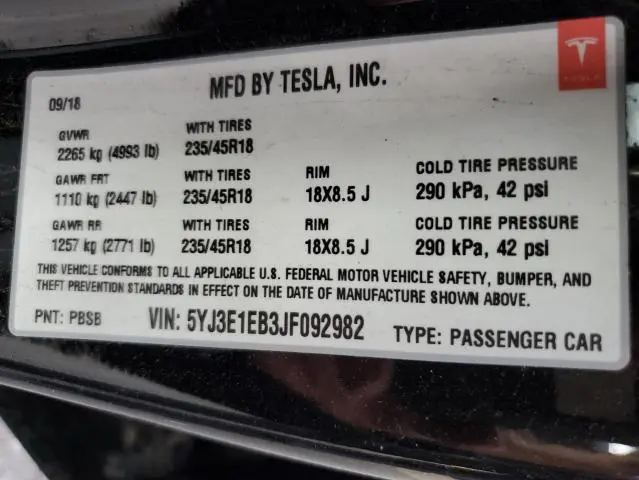 MFD BY TESLA, INC.
TESLA
09/18
GVWR WITH TIRES
2265 kg (4993 lb) 235/45R18
GAWR FRT WITH TIRES RIM COLD TIRE PRESSURE
1110 kg (2447 lb) 235/45R18 18X8.5 J 290 kPa, 42 psi
GAWR RR WITH TIRES RIM COLD TIRE PRESSURE
1257 kg (2771 lb) 235/45R18 18X8.5 J 290 kPa, 42 psi
THIS VEHICLE CONFORMS TO ALL APPLICABLE U.S. FEDERAL MOTOR VEHICLE SAFETY, BUMPER, AND
THEFT PREVENTION STANDARDS IN EFFECT ON THE DATE OF MANUFACTURE SHOWN ABOVE.
PNT: PBSB VIN: 5YJ3E1EB3JF092982 TYPE: PASSENGER CAR